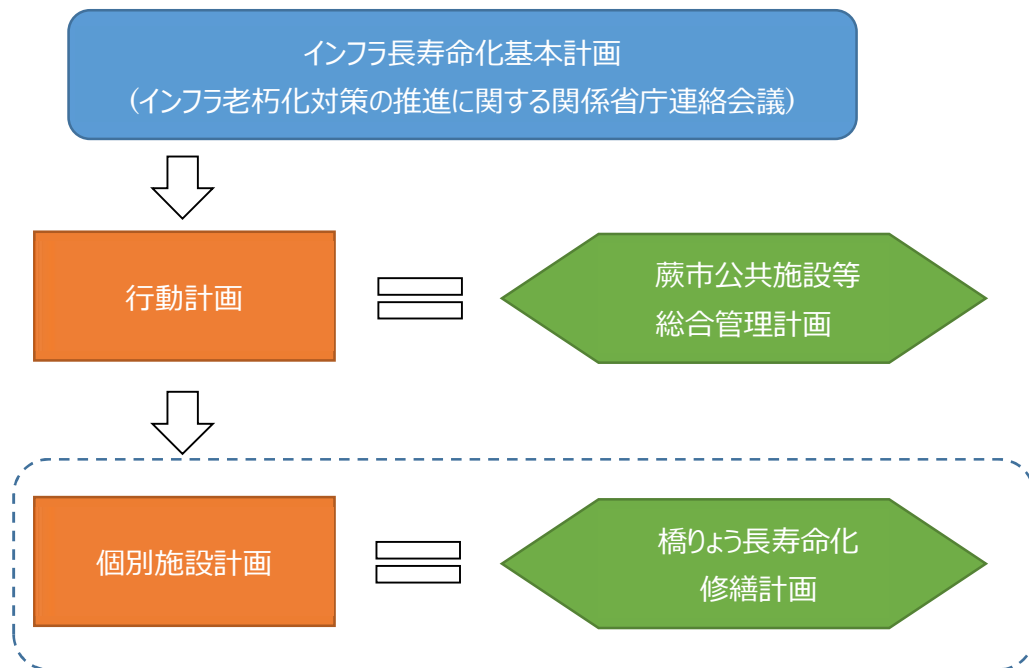 インフラ長寿命化基本計画
(インフラ老朽化対策の推進に関する関係省庁連絡会議)
行動計画
蕨市公共施設等
総合管理計画
個別施設計画
橋りょう長寿命化
修繕計画